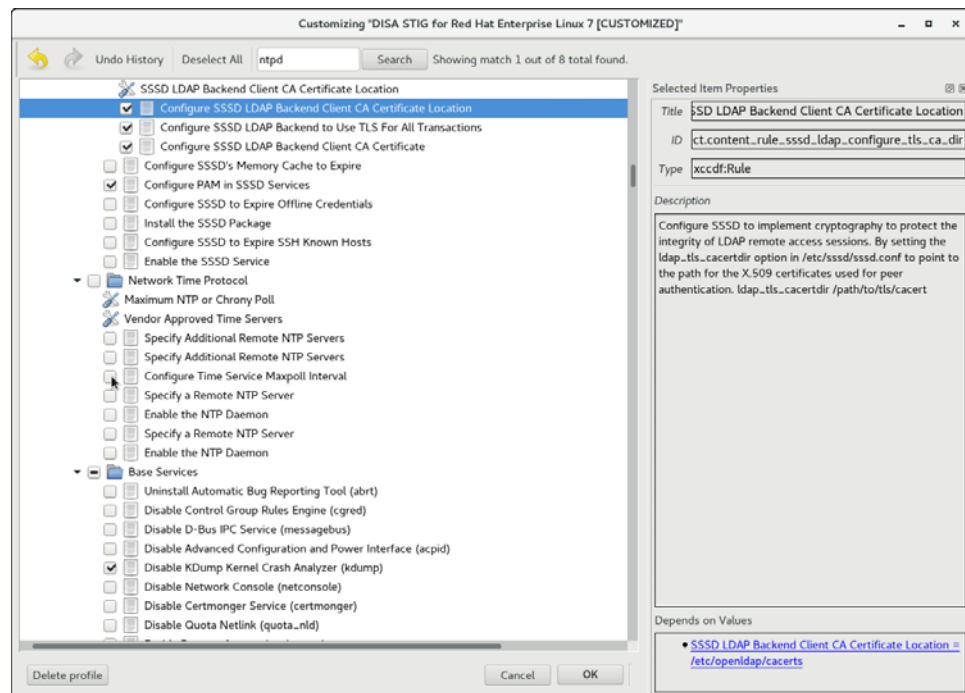 Customizing "DISA STIG for Red Hat Enterprise Linux 7 [CUSTOMIZED]"
Undo History Deselect All ntpd Search Showing match 1 out of 8 total found.
SSSD LDAP Backend Client CA Certificate Location
Configure SSSD LDAP Backend Client CA Certificate Location
Configure SSSD LDAP Backend to Use TLS For All Transactions
Configure SSSD LDAP Backend Client CA Certificate
Configure SSSD's Memory Cache to Expire
Configure PAM in SSSD Services
Configure SSSD to Expire Offline Credentials
Install the SSSD Package
Configure SSSD to Expire SSH Known Hosts
Enable the SSSD Service
Network Time Protocol
Maximum NTP or Chrony Poll
Vendor Approved Time Servers
Specify Additional Remote NTP Servers
Specify Additional Remote NTP Servers
Configure Time Service Maxpoll Interval
Specify a Remote NTP Server
Enable the NTP Daemon
Specify a Remote NTP Server
Enable the NTP Daemon
Base Services
Uninstall Automatic Bug Reporting Tool (abrt)
Disable Control Group Rules Engine (cgred)
Disable D-Bus IPC Service (messagebus)
Disable Advanced Configuration and Power Interface (acpid)
Disable KDump Kernel Crash Analyzer (kdump)
Disable Network Console (netconsole)
Disable Certmonger Service (certmonger)
Disable Quota Netlink (quota_nld)
Delete profile Cancel OK
Selected Item Properties
Title SSD LDAP Backend Client CA Certificate Location
ID ct.content_rule_sssd_ldap_configure_tls_ca_dir
Type xccdf:Rule
Description
Configure SSSD to implement cryptography to protect the
integrity of LDAP remote access sessions. By setting the
ldap_tls_cacertdir option in /etc/sssd/sssd.conf to point to
the path for the X.509 certificates used for peer
authentication. ldap_tls_cacertdir /path/to/tls/cacert
Depends on Values
SSSD LDAP Backend Client CA Certificate Location =
/etc/openldap/cacerts